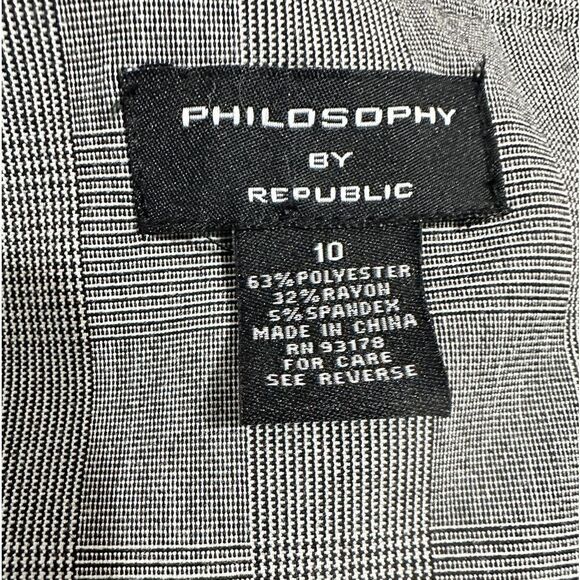 PHILOSOPHY
BY
REPUBLIC
10
63% POLYESTER
32% RAYON
5% SPANDEX
MADE IN CHINA
RN 93178
FOR CARE
SEE REVERSE